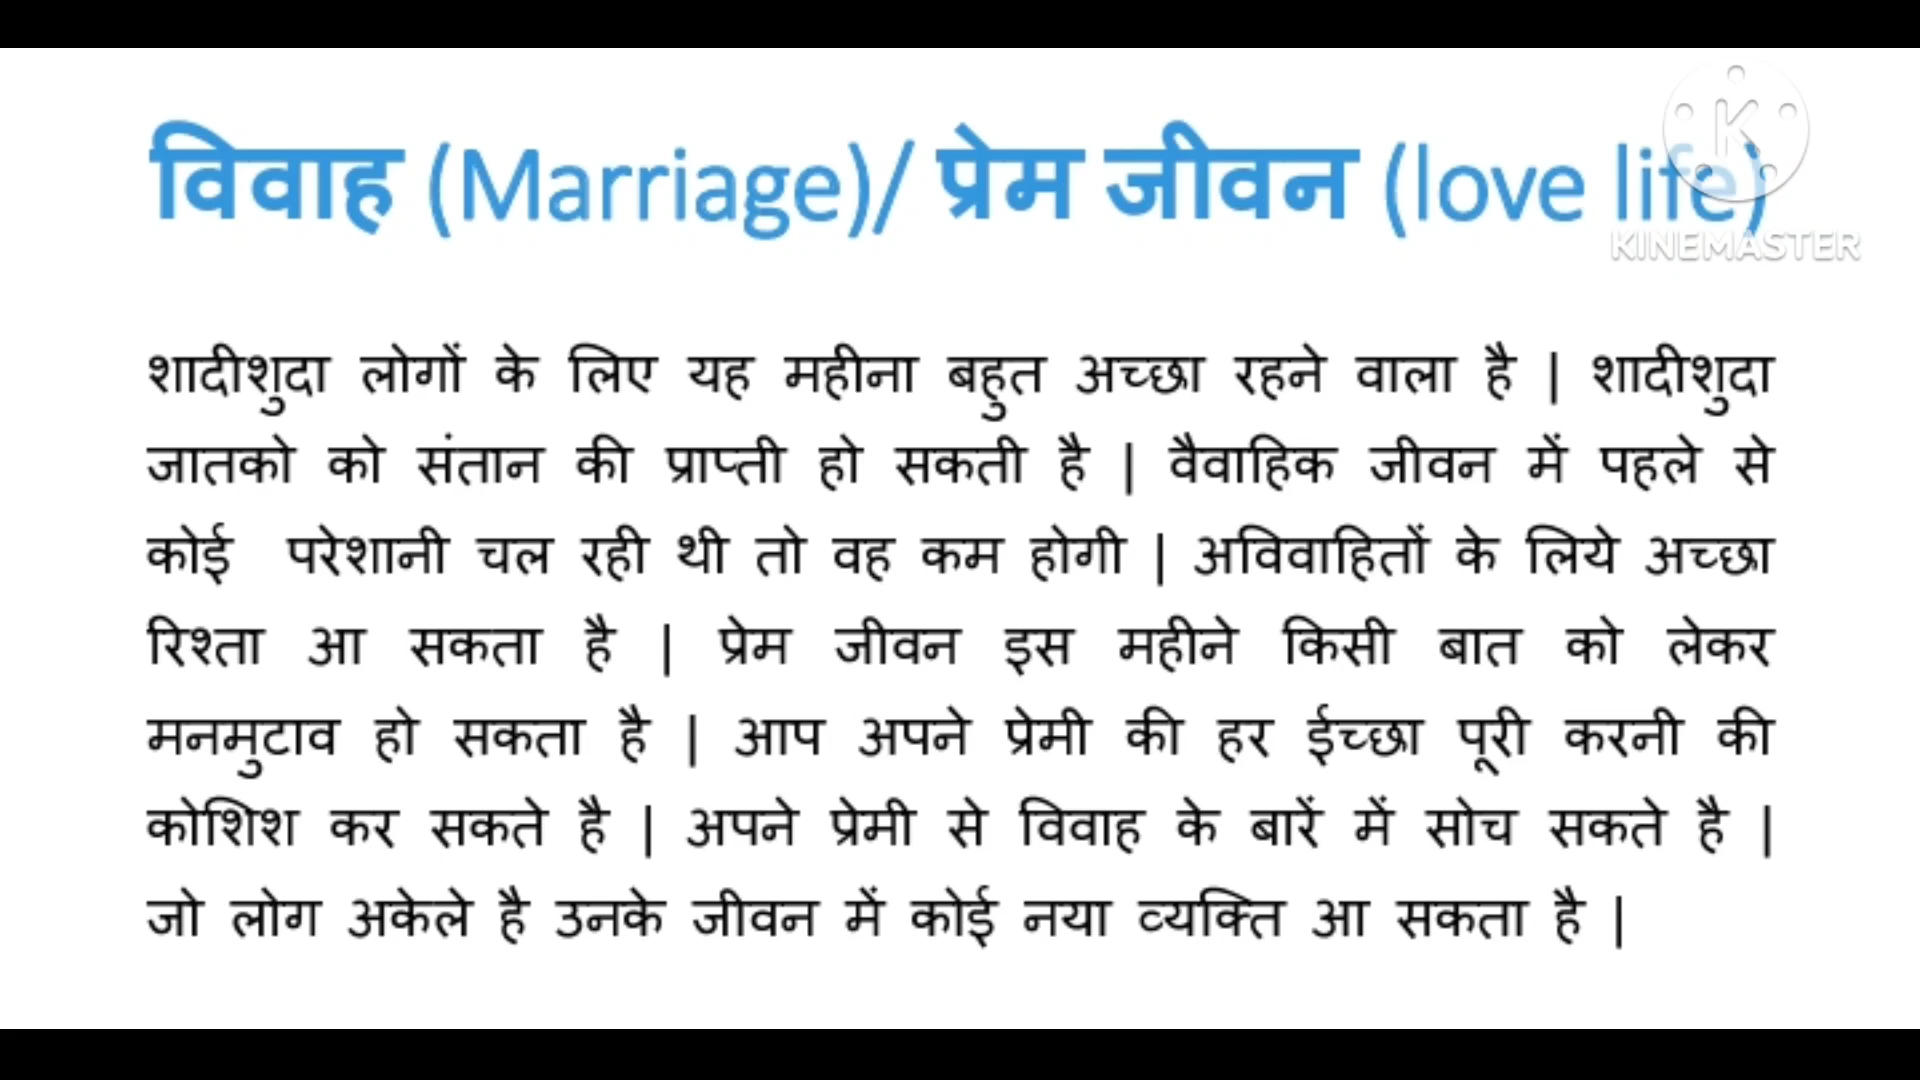 विवाह (Marriage)/ प्रेम जीवन (love life)
KINEMASTER
शादीशुदा लोगों के लिए यह महीना बहुत अच्छा रहने वाला है | शादीशुदा
जातको को संतान की प्राप्ती हो सकती है | वैवाहिक जीवन में पहले से
कोई परेशानी चल रही थी तो वह कम होगी | अविवाहितों के लिये अच्छा
रिश्ता आ सकता है | प्रेम जीवन इस महीने किसी बात को लेकर
मनमुटाव हो सकता है | आप अपने प्रेमी की हर ईच्छा पूरी करनी की
कोशिश कर सकते है | अपने प्रेमी से विवाह के बारें में सोच सकते है |
जो लोग अकेले है उनके जीवन में कोई नया व्यक्ति आ सकता है |